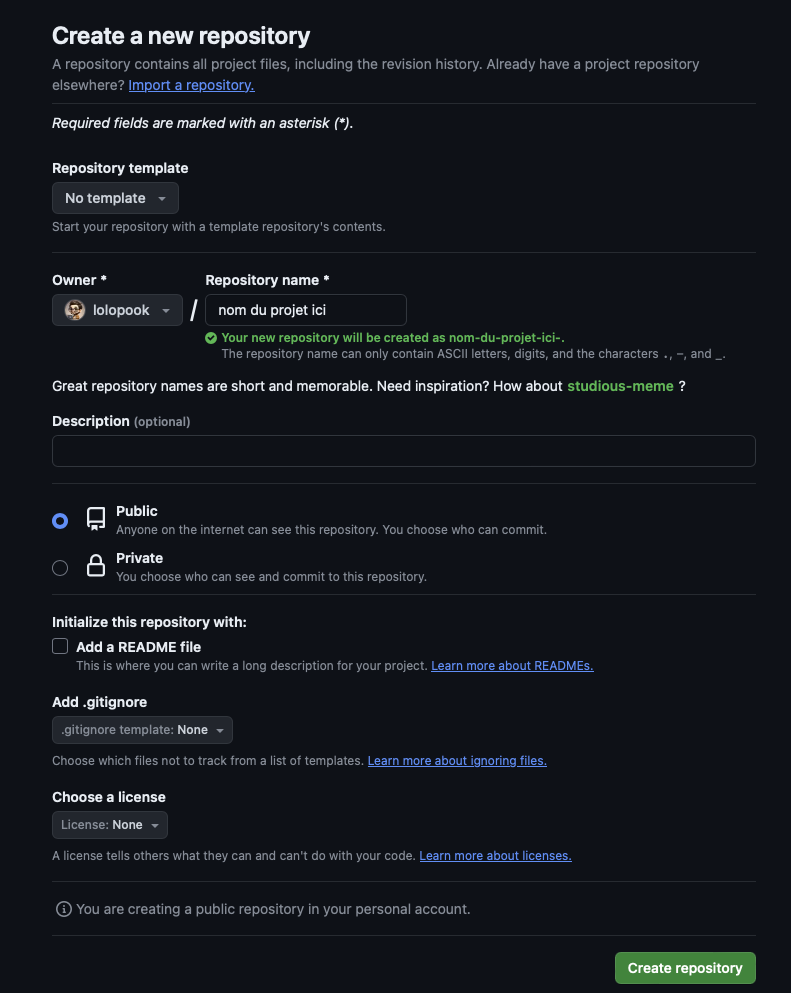 Create a new repository
A repository contains all project files, including the revision history. Already have a project repository
elsewhere? Import a repository.
Required fields are marked with an asterisk (*).
Repository template
No template
Start your repository with a template repository's contents.
Owner * Repository name *
lolopook / nom du projet ici
Your new repository will be created as nom-du-projet-ici-.
The repository name can only contain ASCII letters, digits, and the characters ., -, and _.
Great repository names are short and memorable. Need inspiration? How about studious-meme ?
Description (optional)
Public
Anyone on the internet can see this repository. You choose who can commit.
Private
You choose who can see and commit to this repository.
Initialize this repository with:
Add a README file
This is where you can write a long description for your project. Learn more about READMEs.
Add .gitignore
.gitignore template: None
Choose which files not to track from a list of templates. Learn more about ignoring files.
Choose a license
License: None
A license tells others what they can and can't do with your code. Learn more about licenses.
You are creating a public repository in your personal account.
Create repository